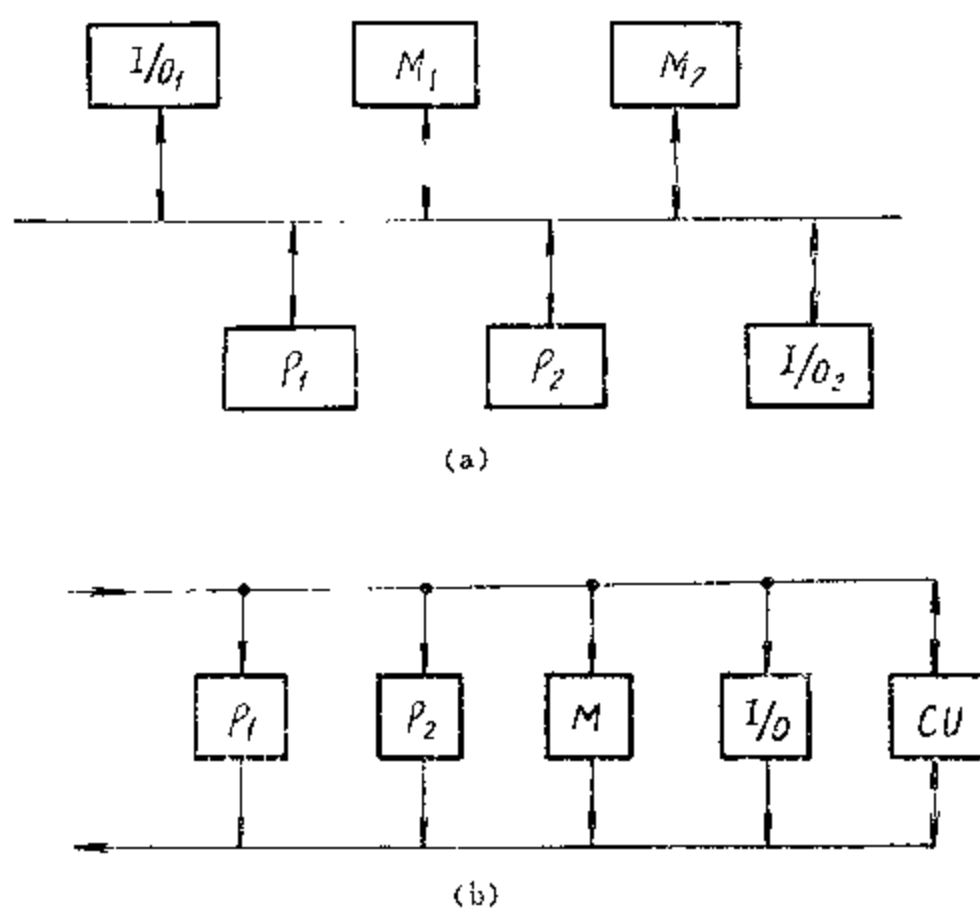 I/O₁ M₁ M₂
P₁ P₂ I/O₂
(a)
P₁ P₂ M I/O CU
(b)